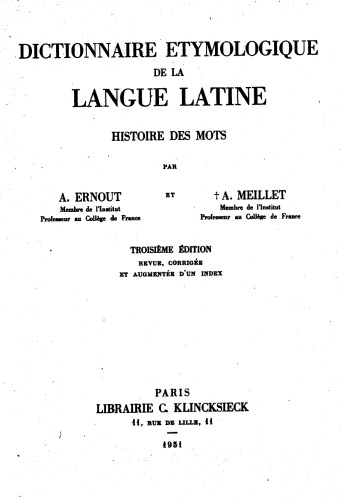 DICTIONNAIRE ETYMOLOGIQUE
DE LA
LANGUE LATINE
HISTOIRE DES MOTS
PAR
A. ERNOUT ET † A. MEILLET
Membre de l'Institut Membre de l'Institut
Professeur au Collège de France Professeur au Collège de France
TROISIÈME ÉDITION
REVUE, CORRIGÉE
ET AUGMENTÉE D'UN INDEX
PARIS
LIBRAIRIE C. KLINCKSIECK
11, RUE DE LILLE, 11
1951